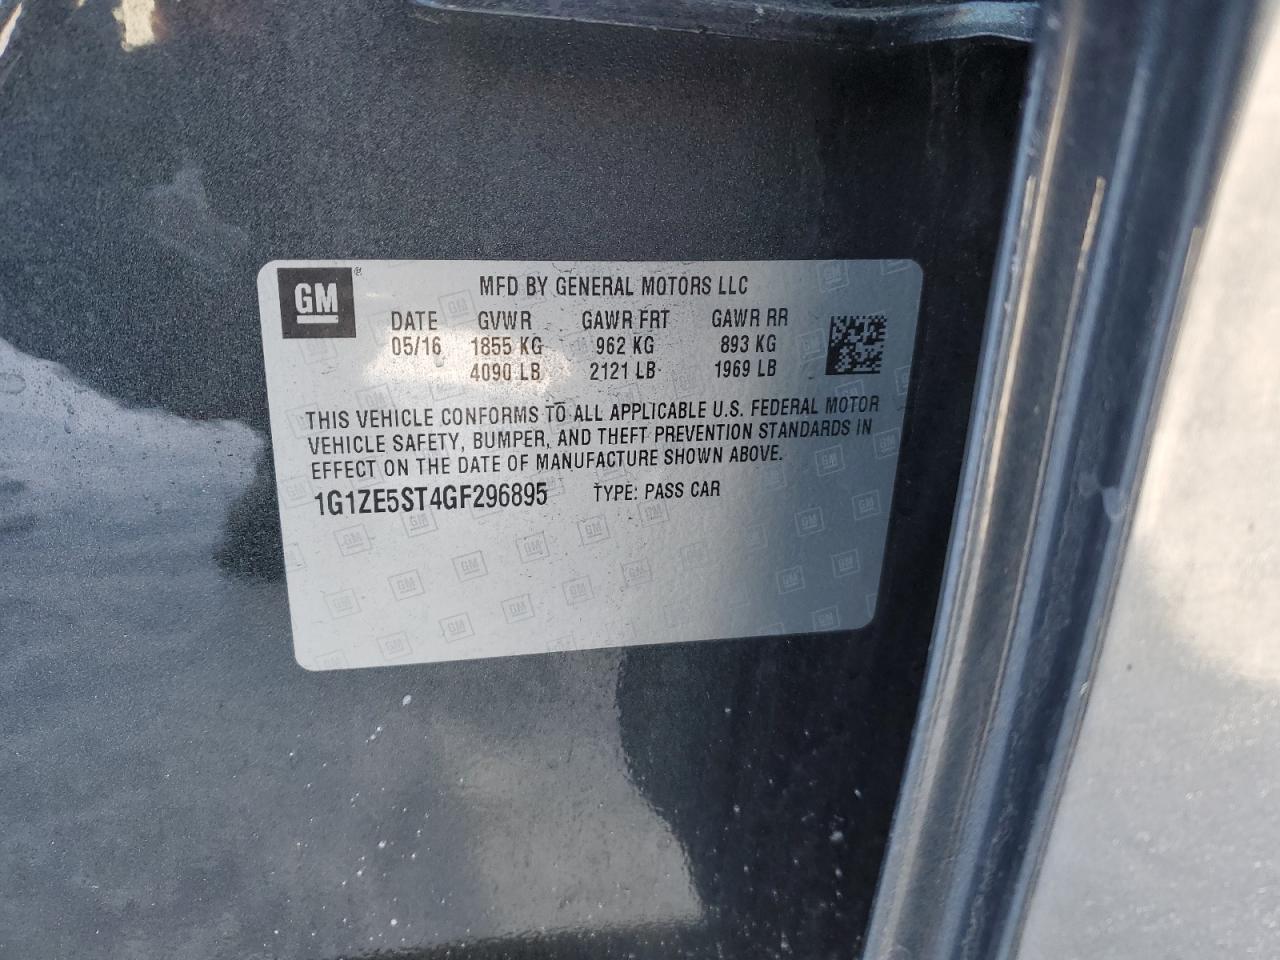 GM ®
MFD BY GENERAL MOTORS LLC
DATE GVWR GAWR FRT GAWR RR
05/16 1855 KG 962 KG 893 KG
4090 LB 2121 LB 1969 LB
THIS VEHICLE CONFORMS TO ALL APPLICABLE U.S. FEDERAL MOTOR
VEHICLE SAFETY, BUMPER, AND THEFT PREVENTION STANDARDS IN
EFFECT ON THE DATE OF MANUFACTURE SHOWN ABOVE.
1G1ZE5ST4GF296895 TYPE: PASS CAR